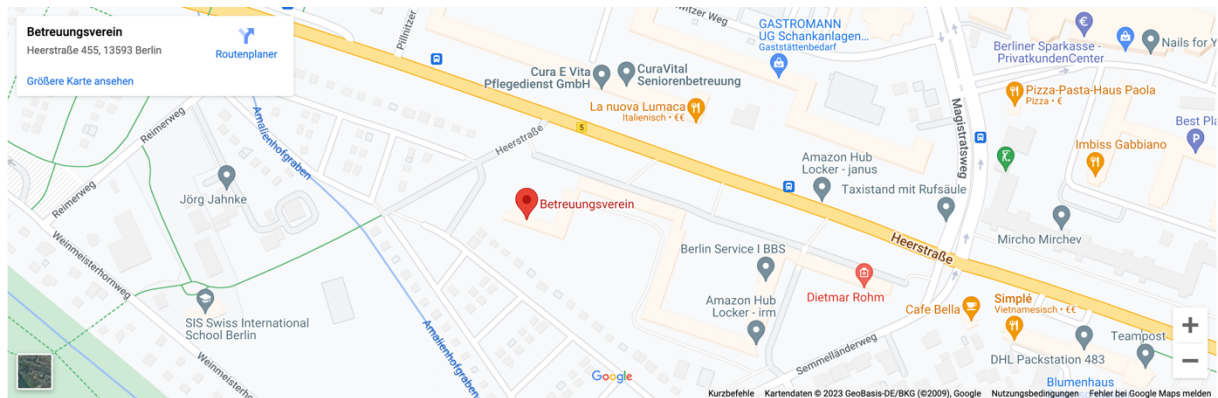 Betreuungsverein
Heerstraße 455, 13593 Berlin
Routenplaner
Größere Karte ansehen
Pillnitzer
nitzer Weg
GASTROMANN
UG Schankanlagen...
Gaststättenbedarf
Berliner Sparkasse -
PrivatkundenCenter
Nails for Y
Cura E Vita
Pflegedienst GmbH
CuraVital
Seniorenbetreuung
La nuova Lumaca
Italienisch • €€
Pizza-Pasta-Haus Paola
Pizza • €
Best Pla
Imbiss Gabbiano
Magistratsweg
Reimerweg
Amalienhofgraben
Heerstraße
5
Amazon Hub
Locker - janus
Taxistand mit Rufsäule
Jörg Jahnke
Reimerweg
Betreuungsverein
Weinmeisterhornweg
Berlin Service I BBS
Heerstraße
Mircho Mirchev
Dietmar Rohm
Amazon Hub
Locker - irm
Cafe Bella
Simplé
Vietnamesisch • €€
SIS Swiss International
School Berlin
Amalienhofgraben
Semmelländerweg
Teampost
DHL Packstation 483
Weinmeisterhor
Blumenhaus
Google
Kurzbefehle
Kartendaten © 2023 GeoBasis-DE/BKG (©2009), Google
Nutzungsbedingungen
Fehler bei Google Maps melden